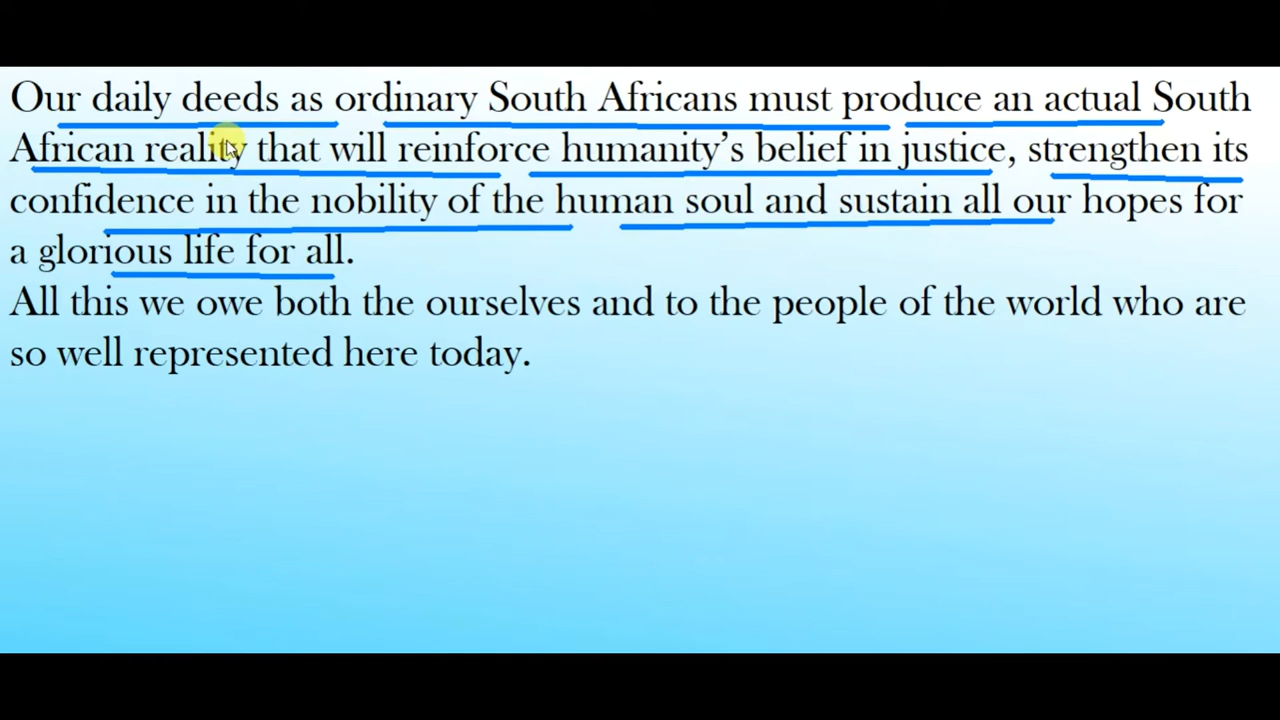 Our daily deeds as ordinary South Africans must produce an actual South
African reality that will reinforce humanity’s belief in justice, strengthen its
confidence in the nobility of the human soul and sustain all our hopes for
a glorious life for all.
All this we owe both the ourselves and to the people of the world who are
so well represented here today.